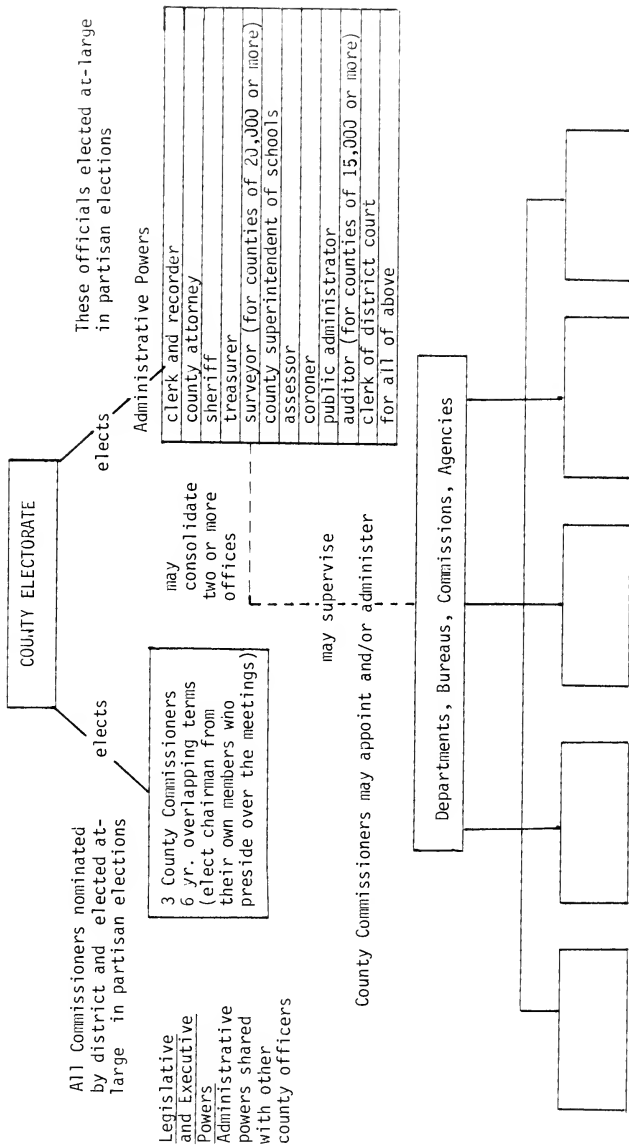 COUNTY ELECTORATE
All Commissioners nominated
by district and elected at-
large in partisan elections
elects
elects
These officials elected at-large
in partisan elections
Legislative
and Executive
Powers
Administrative
powers shared
with other
county officers
3 County Commissioners
6 yr. overlapping terms
(elect chairman from
their own members who
preside over the meetings)
may
consolidate
two or more
offices
Administrative Powers
clerk and recorder
county attorney
sheriff
treasurer
surveyor (for counties of 20,000 or more)
county superintendent of schools
assessor
coroner
public administrator
auditor (for counties of 15,000 or more)
clerk of district court
for all of above
may supervise
County Commissioners may appoint and/or administer
Departments, Bureaus, Commissions, Agencies